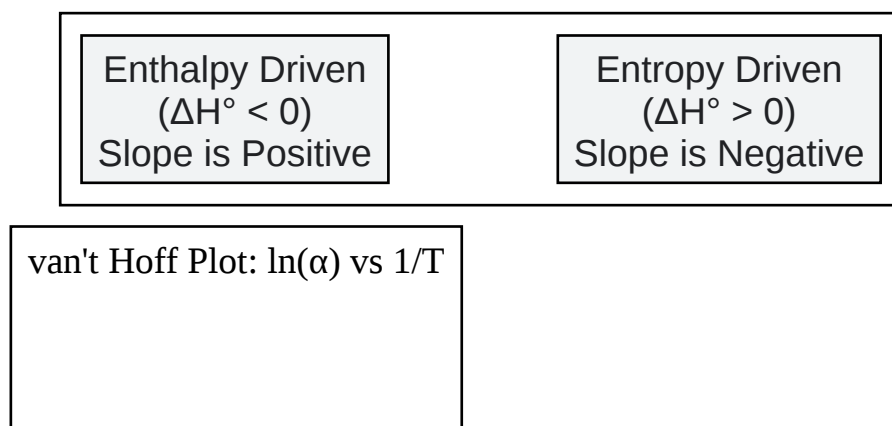 Enthalpy Driven
(ΔH° < 0)
Slope is Positive
Entropy Driven
(ΔH° > 0)
Slope is Negative
van't Hoff Plot: ln(α) vs 1/T